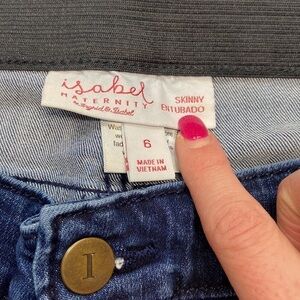 isabel
MATERNITY
by Ingrid & Isabel
SKINNY
ENTUBADO
6
MADE IN
VIETNAM
I